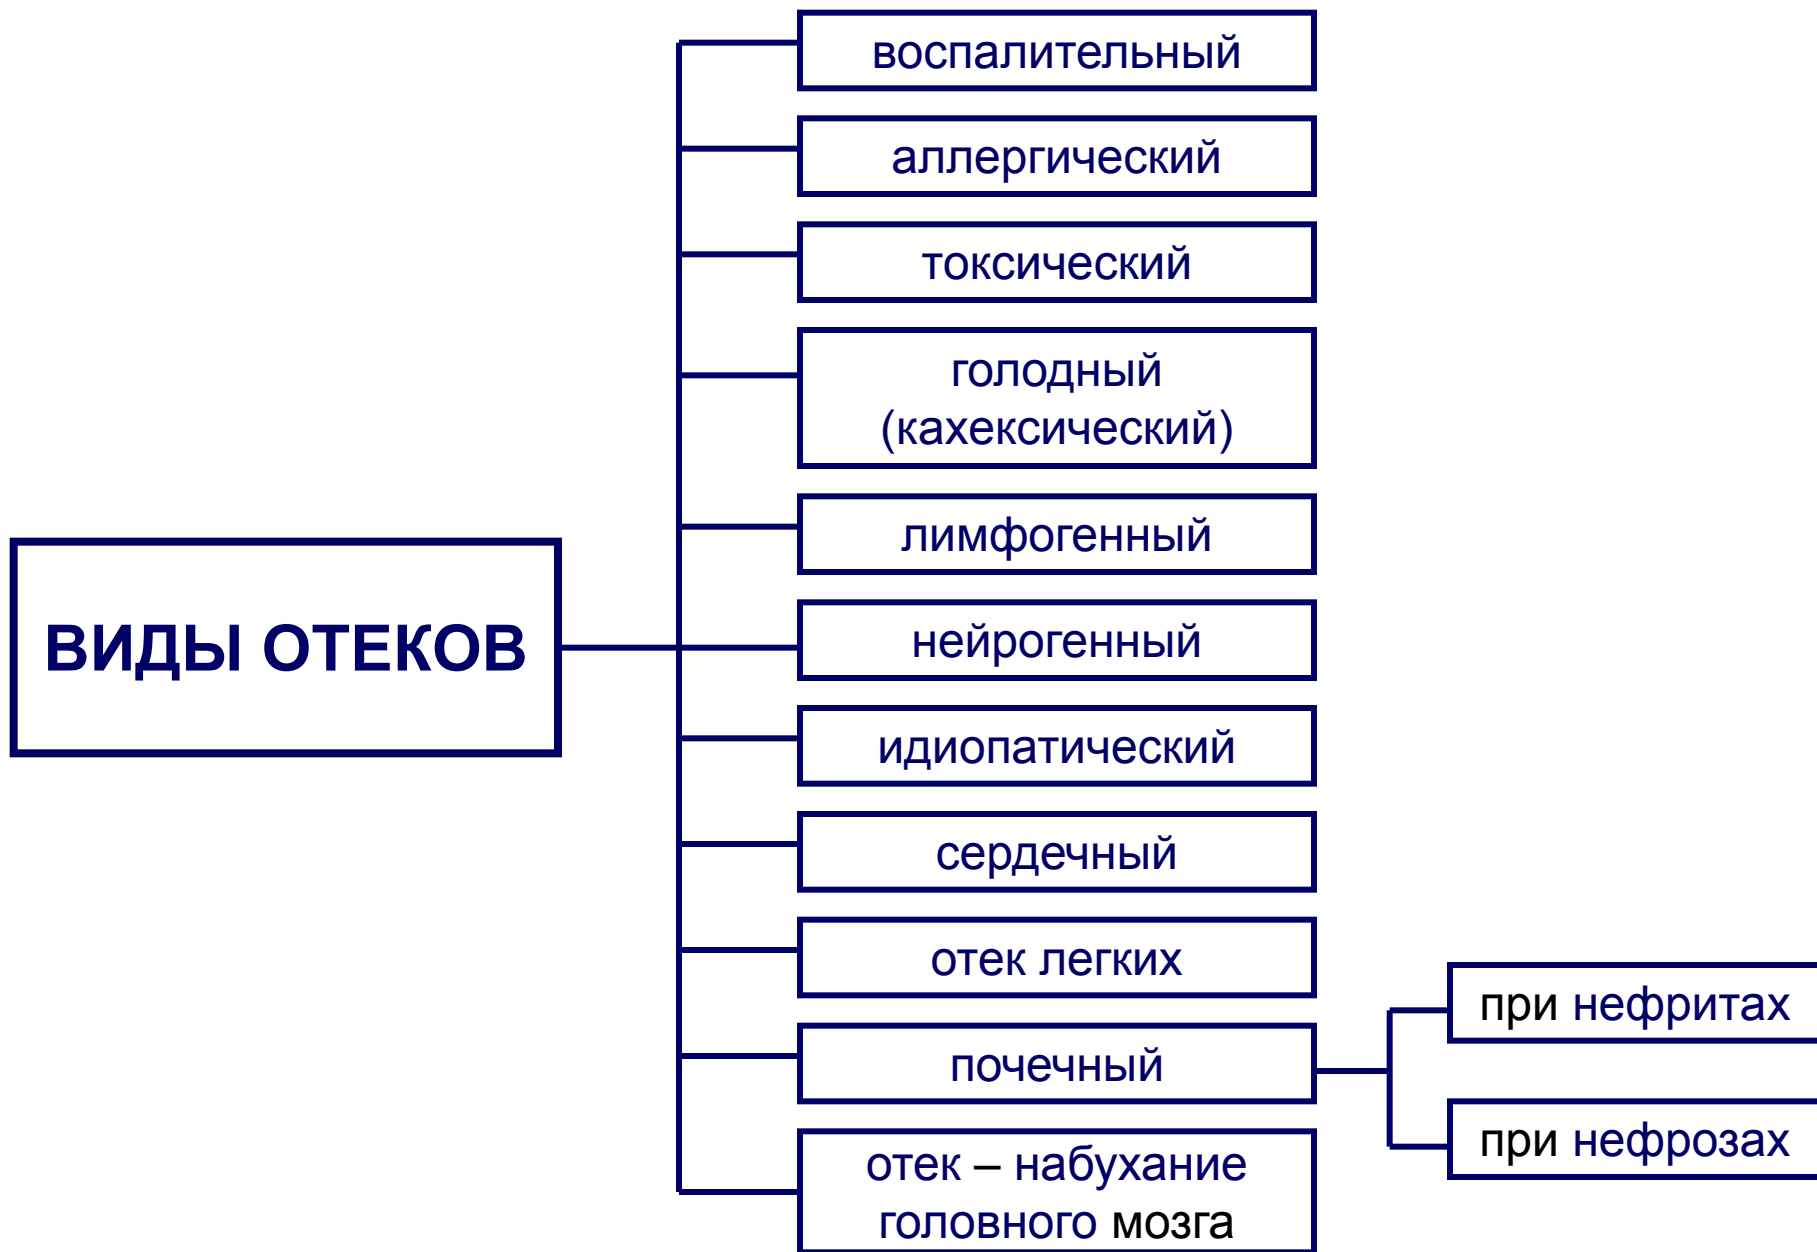 ВИДЫ ОТЕКОВ
воспалительный
аллергический
токсический
голодный
(кахексический)
лимфогенный
нейрогенный
идиопатический
сердечный
отек легких
почечный
при нефритах
при нефрозах
отек – набухание
головного мозга